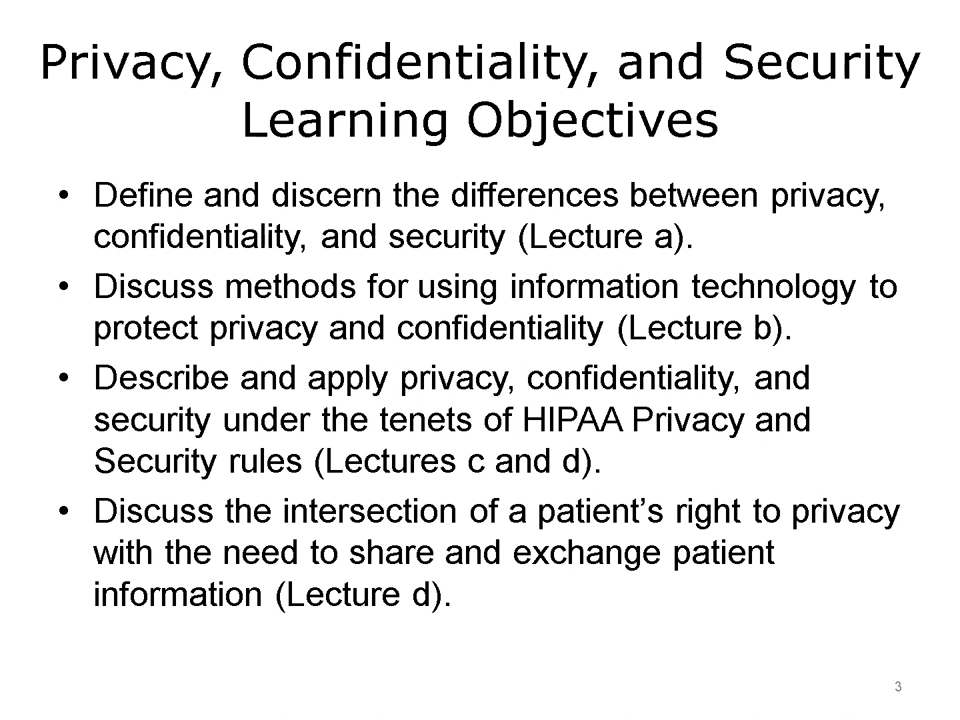 Privacy, Confidentiality, and Security
Learning Objectives
• Define and discern the differences between privacy,
confidentiality, and security (Lecture a).
• Discuss methods for using information technology to
protect privacy and confidentiality (Lecture b).
• Describe and apply privacy, confidentiality, and
security under the tenets of HIPAA Privacy and
Security rules (Lectures c and d).
• Discuss the intersection of a patient’s right to privacy
with the need to share and exchange patient
information (Lecture d).
3